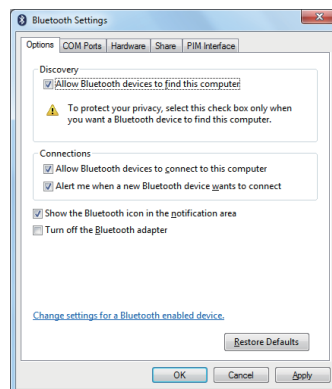 Bluetooth Settings
Options COM Ports Hardware Share PIM Interface
Discovery
Allow Bluetooth devices to find this computer
To protect your privacy, select this check box only when
you want a Bluetooth device to find this computer.
Connections
Allow Bluetooth devices to connect to this computer
Alert me when a new Bluetooth device wants to connect
Show the Bluetooth icon in the notification area
Turn off the Bluetooth adapter
Change settings for a Bluetooth enabled device.
Restore Defaults
OK Cancel Apply